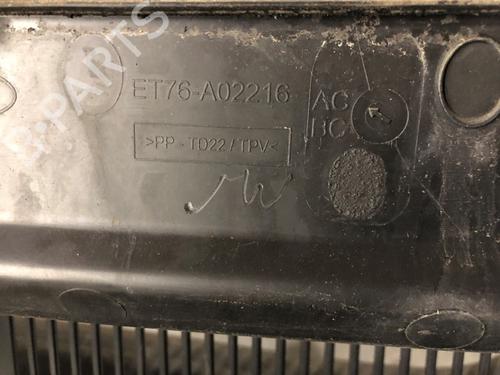 ET76-A02216
AC
BC
>PP - TD22 / TPV<
B-PARTS